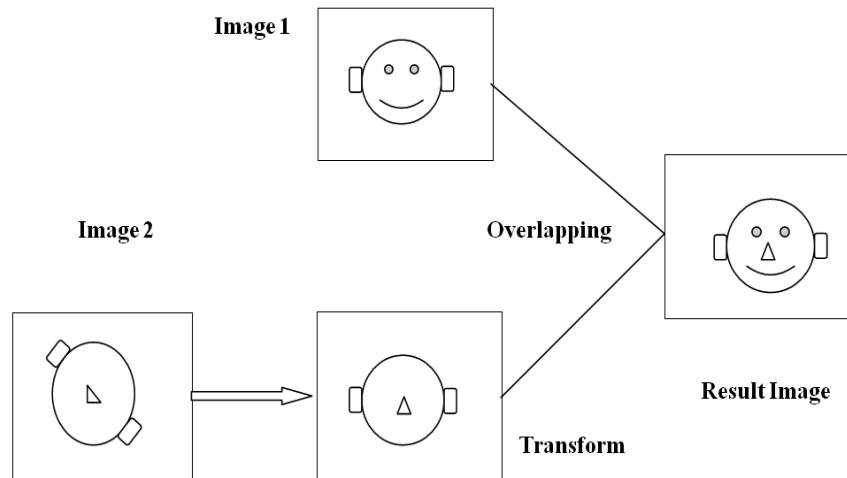 Image 1
Image 2
Overlapping
Result Image
Transform